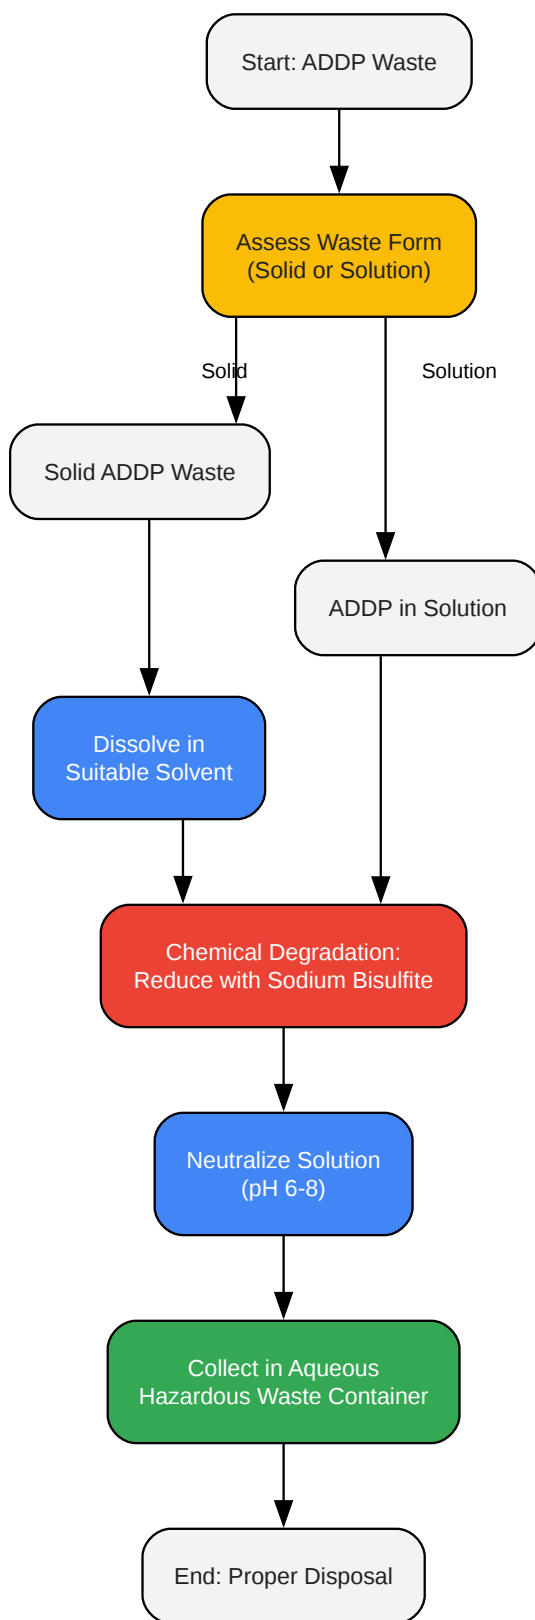 Start: ADDP Waste
Assess Waste Form
(Solid or Solution)
Solid
Solution
Solid ADDP Waste
ADDP in Solution
Dissolve in
Suitable Solvent
Chemical Degradation:
Reduce with Sodium Bisulfite
Neutralize Solution
(pH 6-8)
Collect in Aqueous
Hazardous Waste Container
End: Proper Disposal